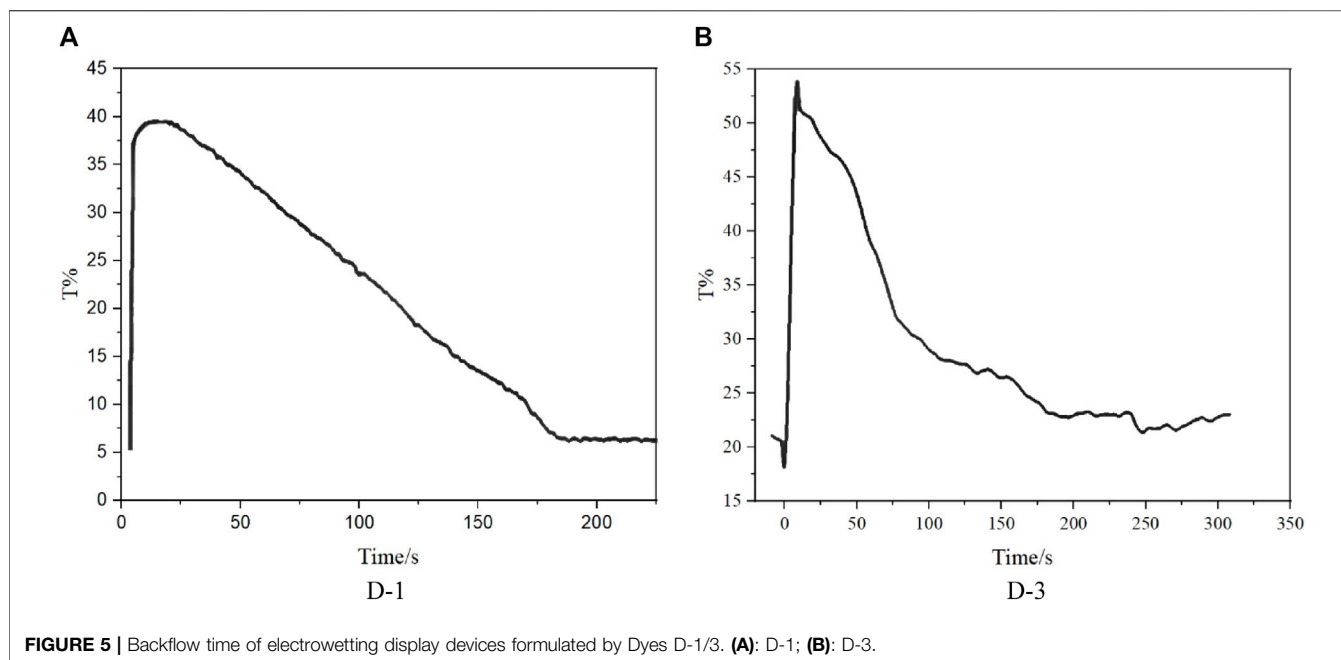 A
45
40
35
30
25
20
15
10
5
0
T%
0 50 100 150 200
Time/s
D-1
B
55
50
45
40
35
30
25
20
15
T%
0 50 100 150 200 250 300 350
Time/s
D-3
FIGURE 5 | Backflow time of electrowetting display devices formulated by Dyes D-1/3. (A): D-1; (B): D-3.